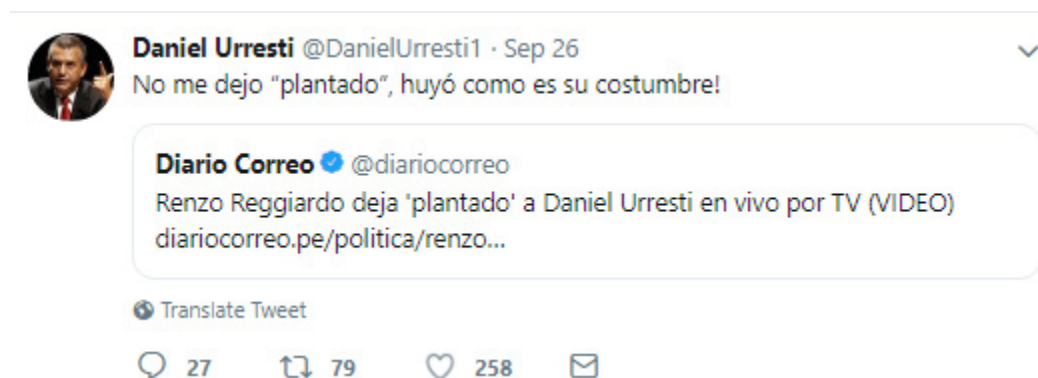 Daniel Urresti @DanielUrresti1 · Sep 26
No me dejo “plantado”, huyó como es su costumbre!
Diario Correo @diariocorreo
Renzo Reggiardo deja 'plantado' a Daniel Urresti en vivo por TV (VIDEO)
diariocorreo.pe/politica/renzo...
Translate Tweet
27 79 258